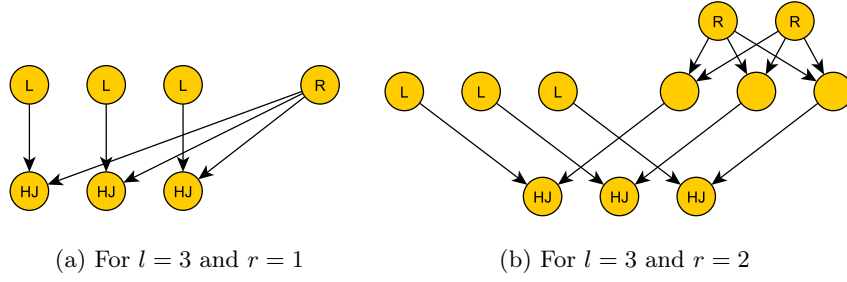 R R
L L L R
L L L
HJ HJ HJ
HJ HJ HJ
(a) For l = 3 and r = 1
(b) For l = 3 and r = 2